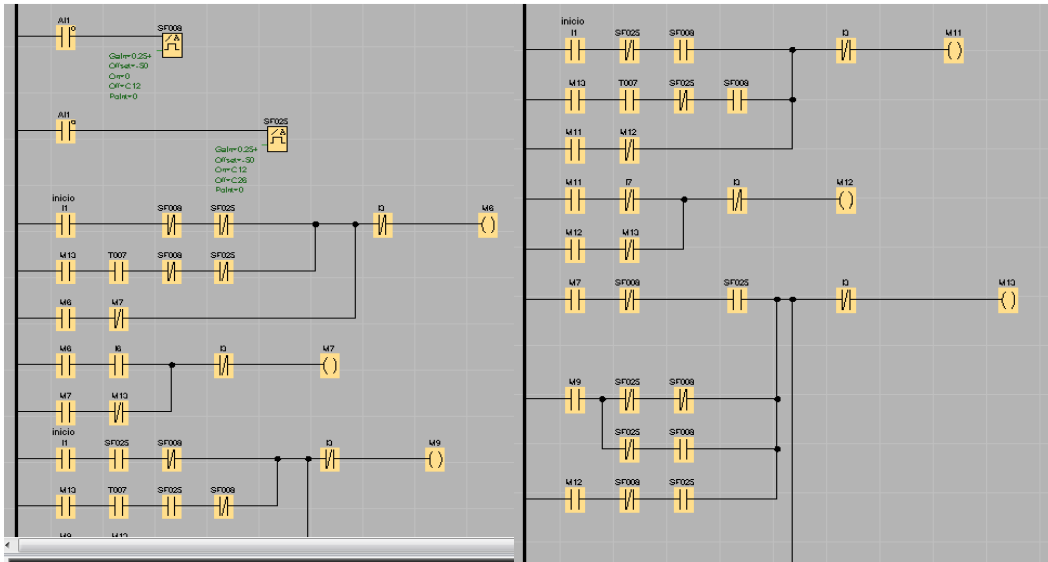 AI1 SF008
Gain=0.25+
Offset=-50
On=0
Off=C12
Point=0
AI1 SF025
Gain=0.25+
Offset=-50
On=C12
Off=C26
Point=0
inicio
I1 SF008 SF025 I3 M6
M13 T007 SF008 SF025
M6 M7
M6 I6 I3 M7
M7 M13
inicio
I1 SF025 SF008 I3 M9
M13 T007 SF025 SF008
M9 M13
inicio
I1 SF025 SF008 I3 M11
M13 T007 SF025 SF008
M11 M12
M11 I7 I3 M12
M12 M13
M7 SF008 SF025 I3 M13
M9 SF025 SF008
SF025 SF008
M12 SF008 SF025